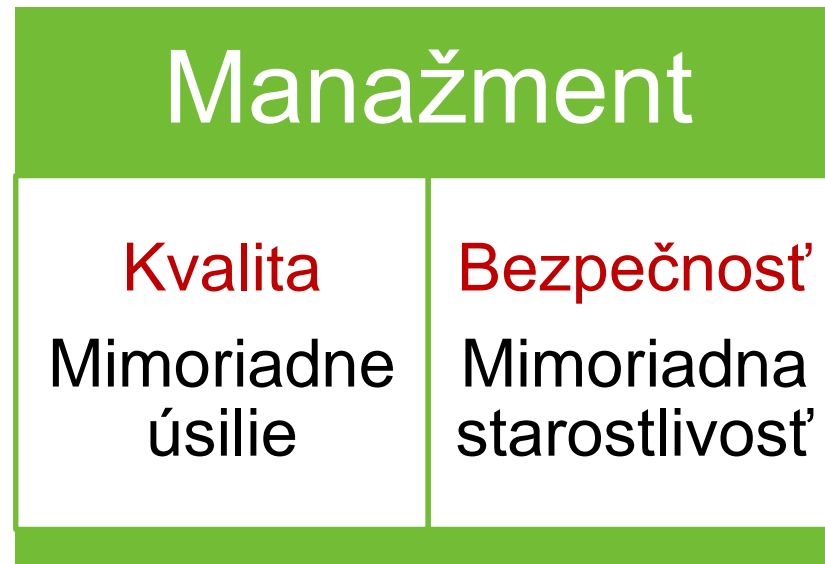 Manažment
Kvalita
Mimoriadne
úsilie
Bezpečnosť
Mimoriadna
starostlivosť